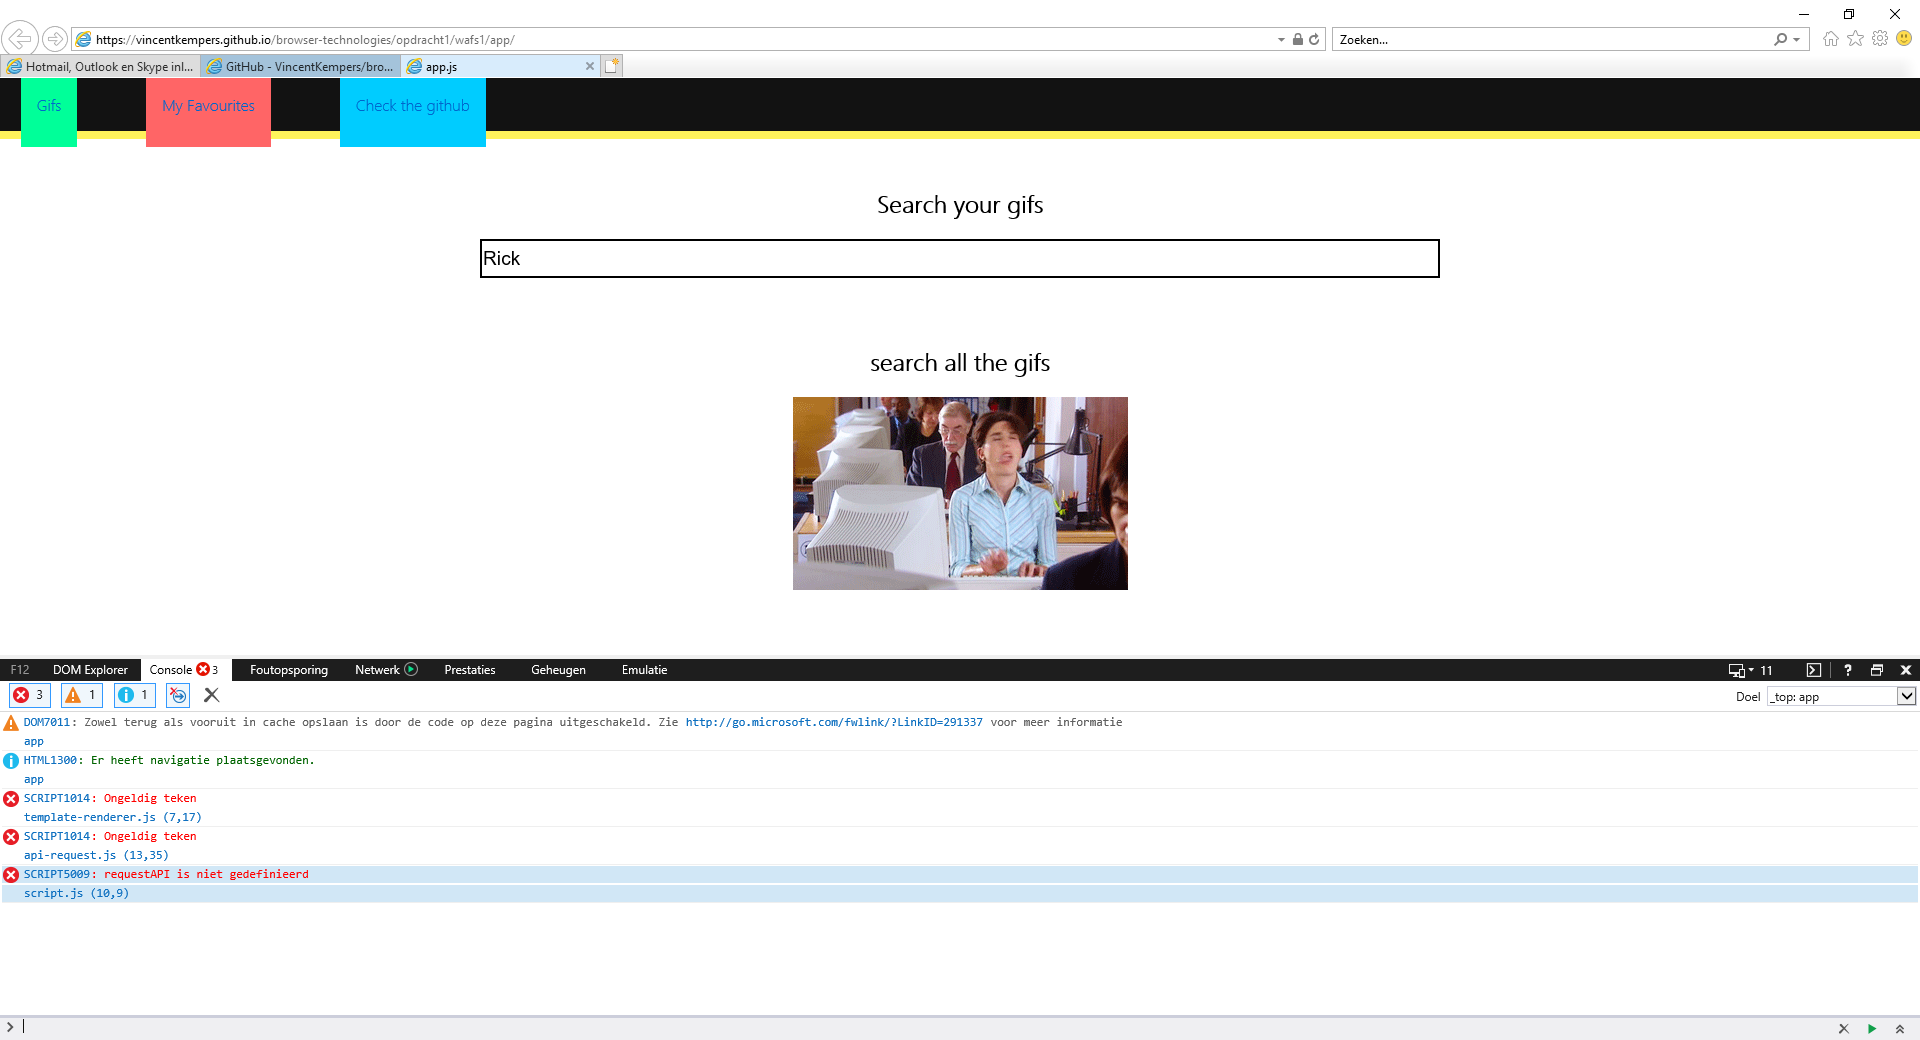 https://vincentkempers.github.io/browser-technologies/opdracht1/wafs1/app/
Zoeken...
Hotmail, Outlook en Skype inl...
GitHub - VincentKempers/bro...
app.js
Gifs
My Favourites
Check the github
Search your gifs
Rick
search all the gifs
F12 DOM Explorer Console 3 Foutopsporing Netwerk Prestaties Geheugen Emulatie 11 ?
3 1 1 Doel _top: app
DOM7011: Zowel terug als vooruit in cache opslaan is door de code op deze pagina uitgeschakeld. Zie http://go.microsoft.com/fwlink/?LinkID=291337 voor meer informatie
app
HTML1300: Er heeft navigatie plaatsgevonden.
app
SCRIPT1014: Ongeldig teken
template-renderer.js (7,17)
SCRIPT1014: Ongeldig teken
api-request.js (13,35)
SCRIPT5009: requestAPI is niet gedefinieerd
script.js (10,9)